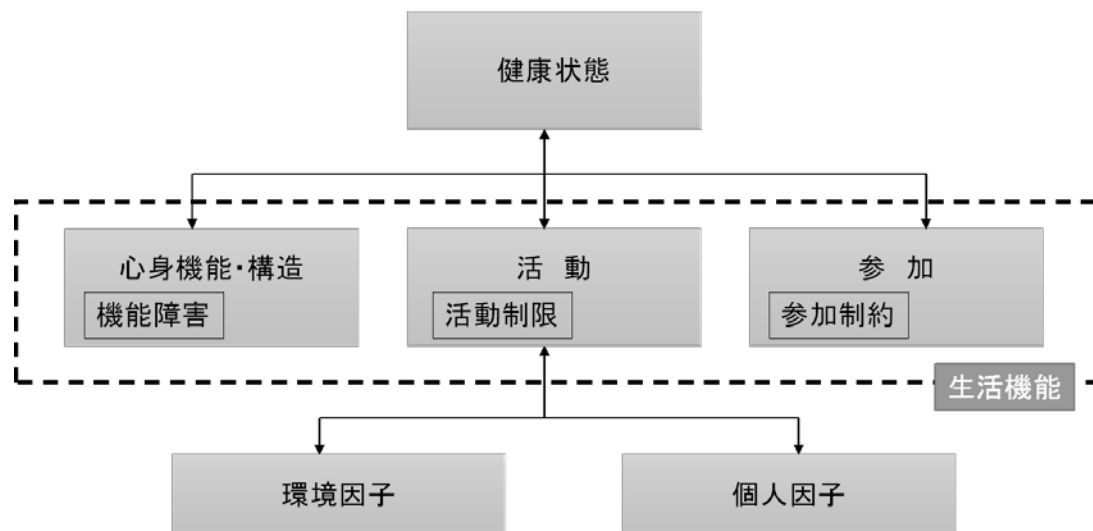 健康状態
心身機能・構造
機能障害
活 動
活動制限
参 加
参加制約
生活機能
環境因子
個人因子